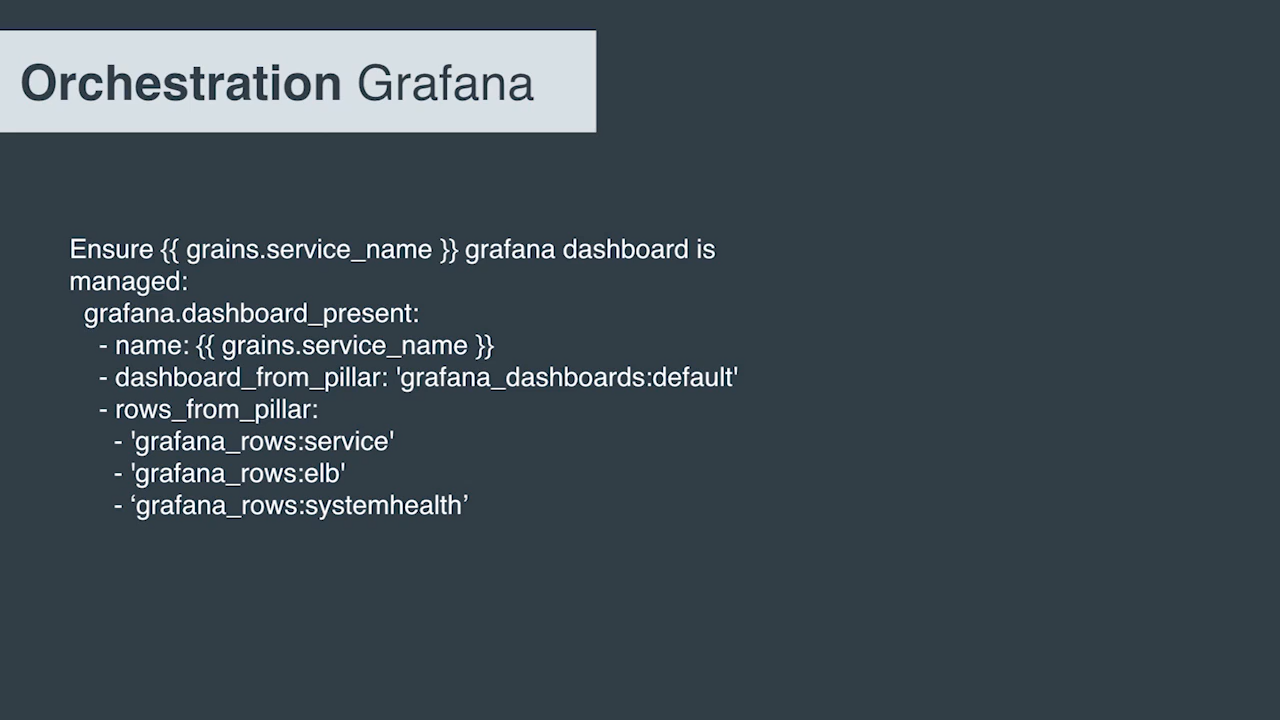 Orchestration Grafana
Ensure {{ grains.service_name }} grafana dashboard is
managed:
  grafana.dashboard_present:
    - name: {{ grains.service_name }}
    - dashboard_from_pillar: 'grafana_dashboards:default'
    - rows_from_pillar:
      - 'grafana_rows:service'
      - 'grafana_rows:elb'
      - ‘grafana_rows:systemhealth’